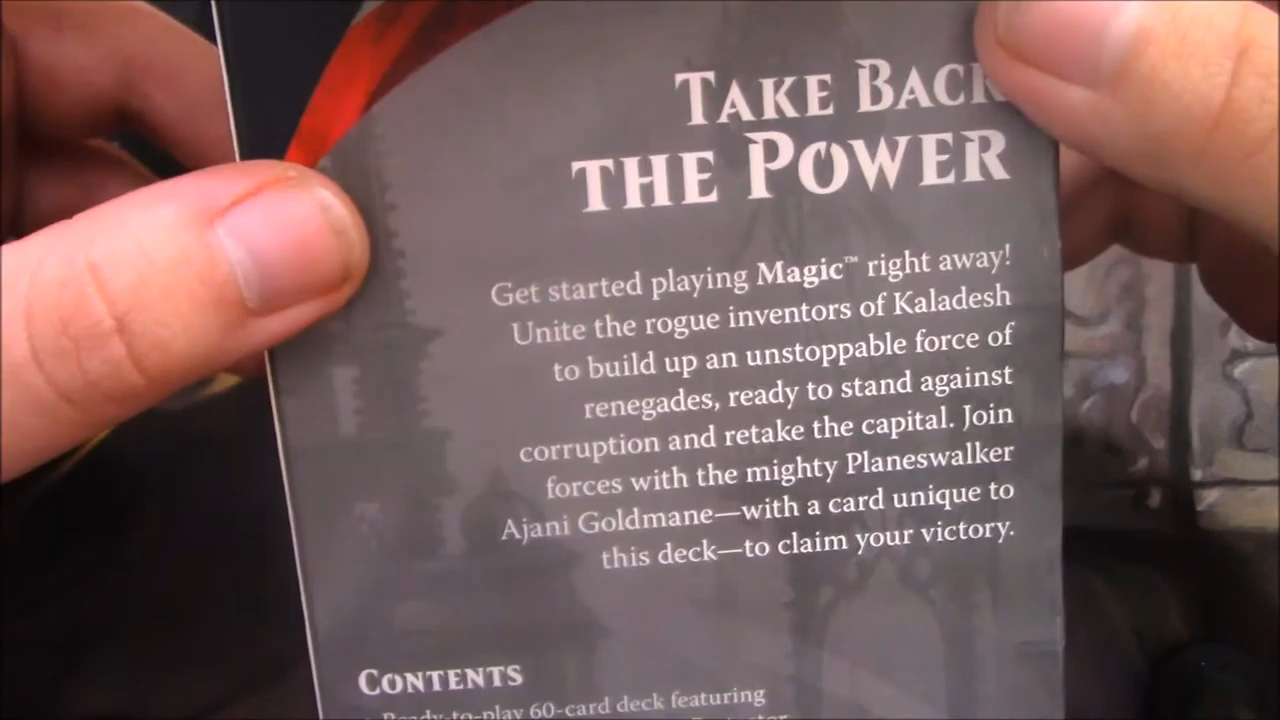 TAKE BACK
THE POWER
Get started playing Magic™ right away!
Unite the rogue inventors of Kaladesh
to build up an unstoppable force of
renegades, ready to stand against
corruption and retake the capital. Join
forces with the mighty Planeswalker
Ajani Goldmane—with a card unique to
this deck—to claim your victory.
CONTENTS
Ready-to-play 60-card deck featuring